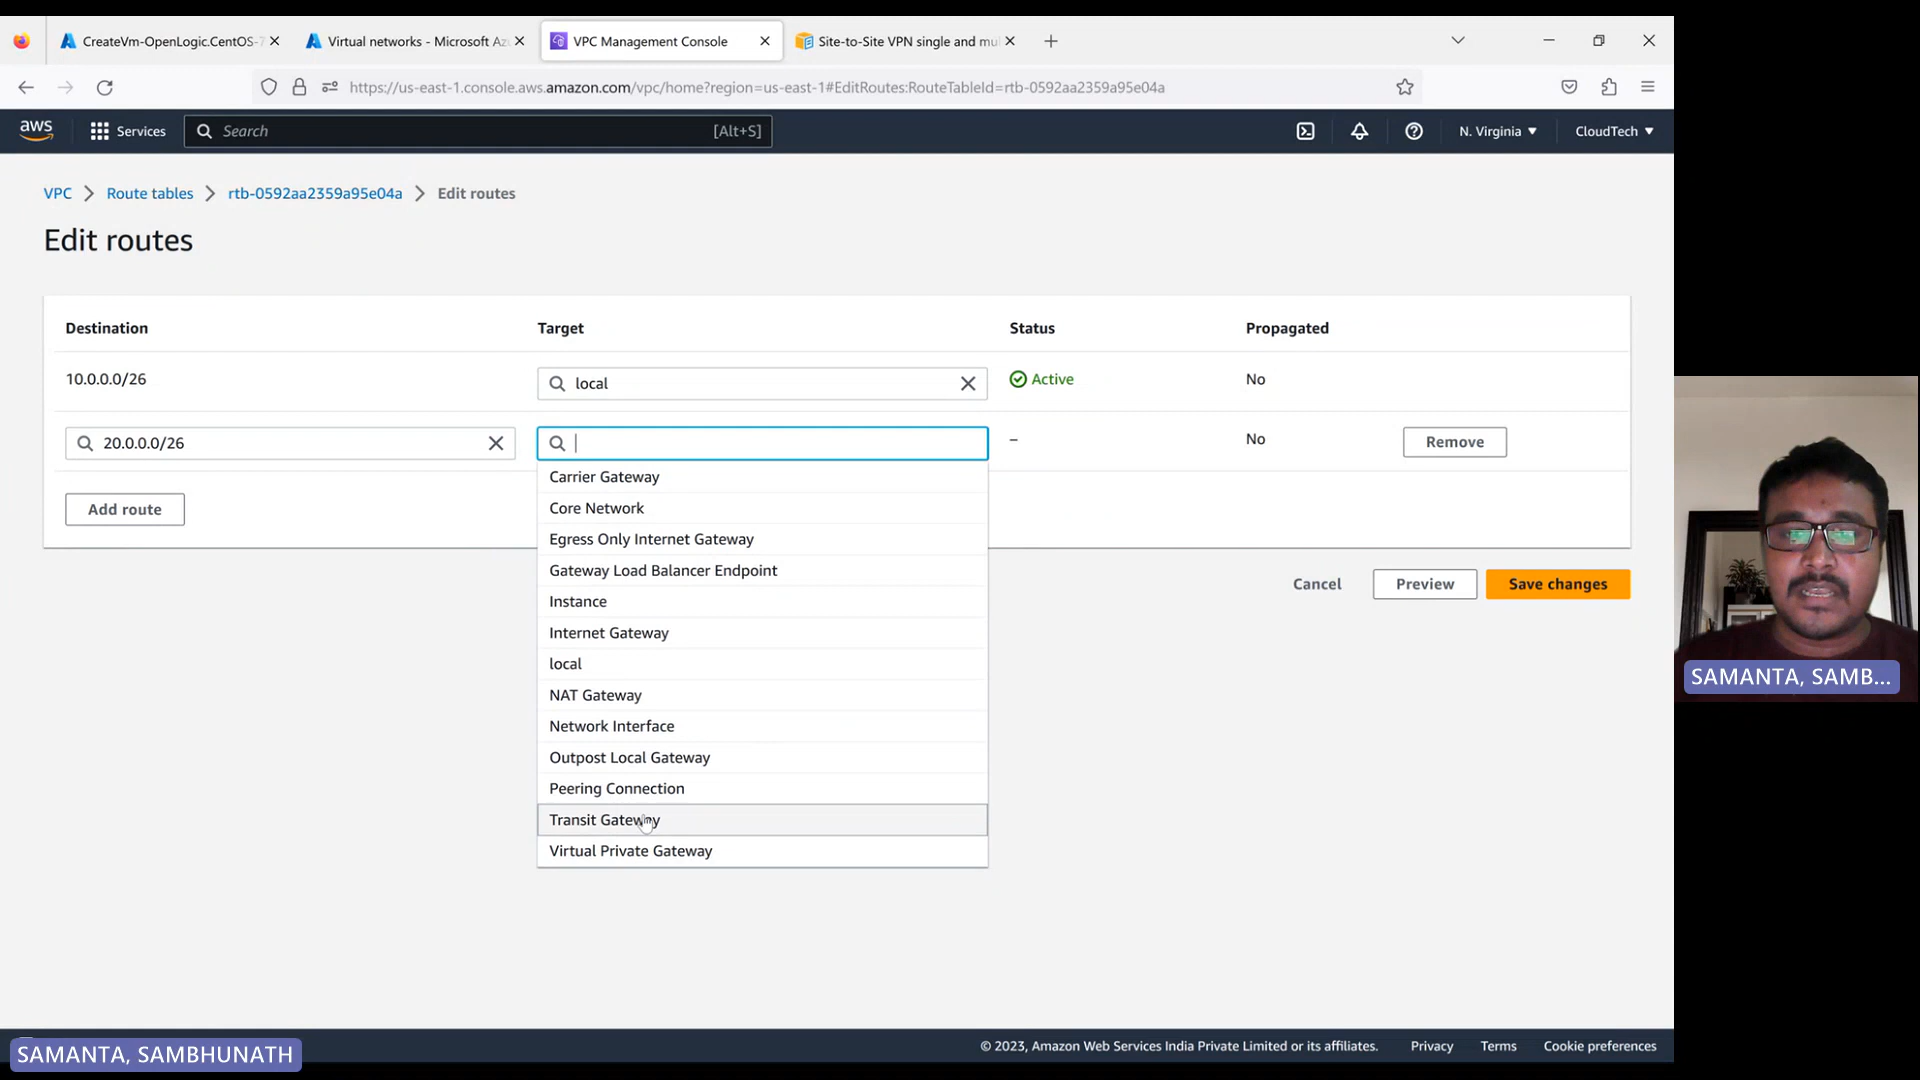 CreateVm-OpenLogic.CentOS-7
Virtual networks - Microsoft Az
VPC Management Console
Site-to-Site VPN single and mul
https://us-east-1.console.aws.amazon.com/vpc/home?region=us-east-1#EditRoutes:RouteTableId=rtb-0592aa2359a95e04a
aws
Services
Search
[Alt+S]
N. Virginia
CloudTech
VPC
Route tables
rtb-0592aa2359a95e04a
Edit routes
Edit routes
Destination
Target
Status
Propagated
10.0.0.0/26
local
Active
No
20.0.0.0/26
–
No
Remove
Carrier Gateway
Core Network
Egress Only Internet Gateway
Gateway Load Balancer Endpoint
Instance
Internet Gateway
local
NAT Gateway
Network Interface
Outpost Local Gateway
Peering Connection
Transit Gateway
Virtual Private Gateway
Add route
Cancel
Preview
Save changes
SAMANTA, SAMB...
SAMANTA, SAMBHUNATH
© 2023, Amazon Web Services India Private Limited or its affiliates.
Privacy
Terms
Cookie preferences